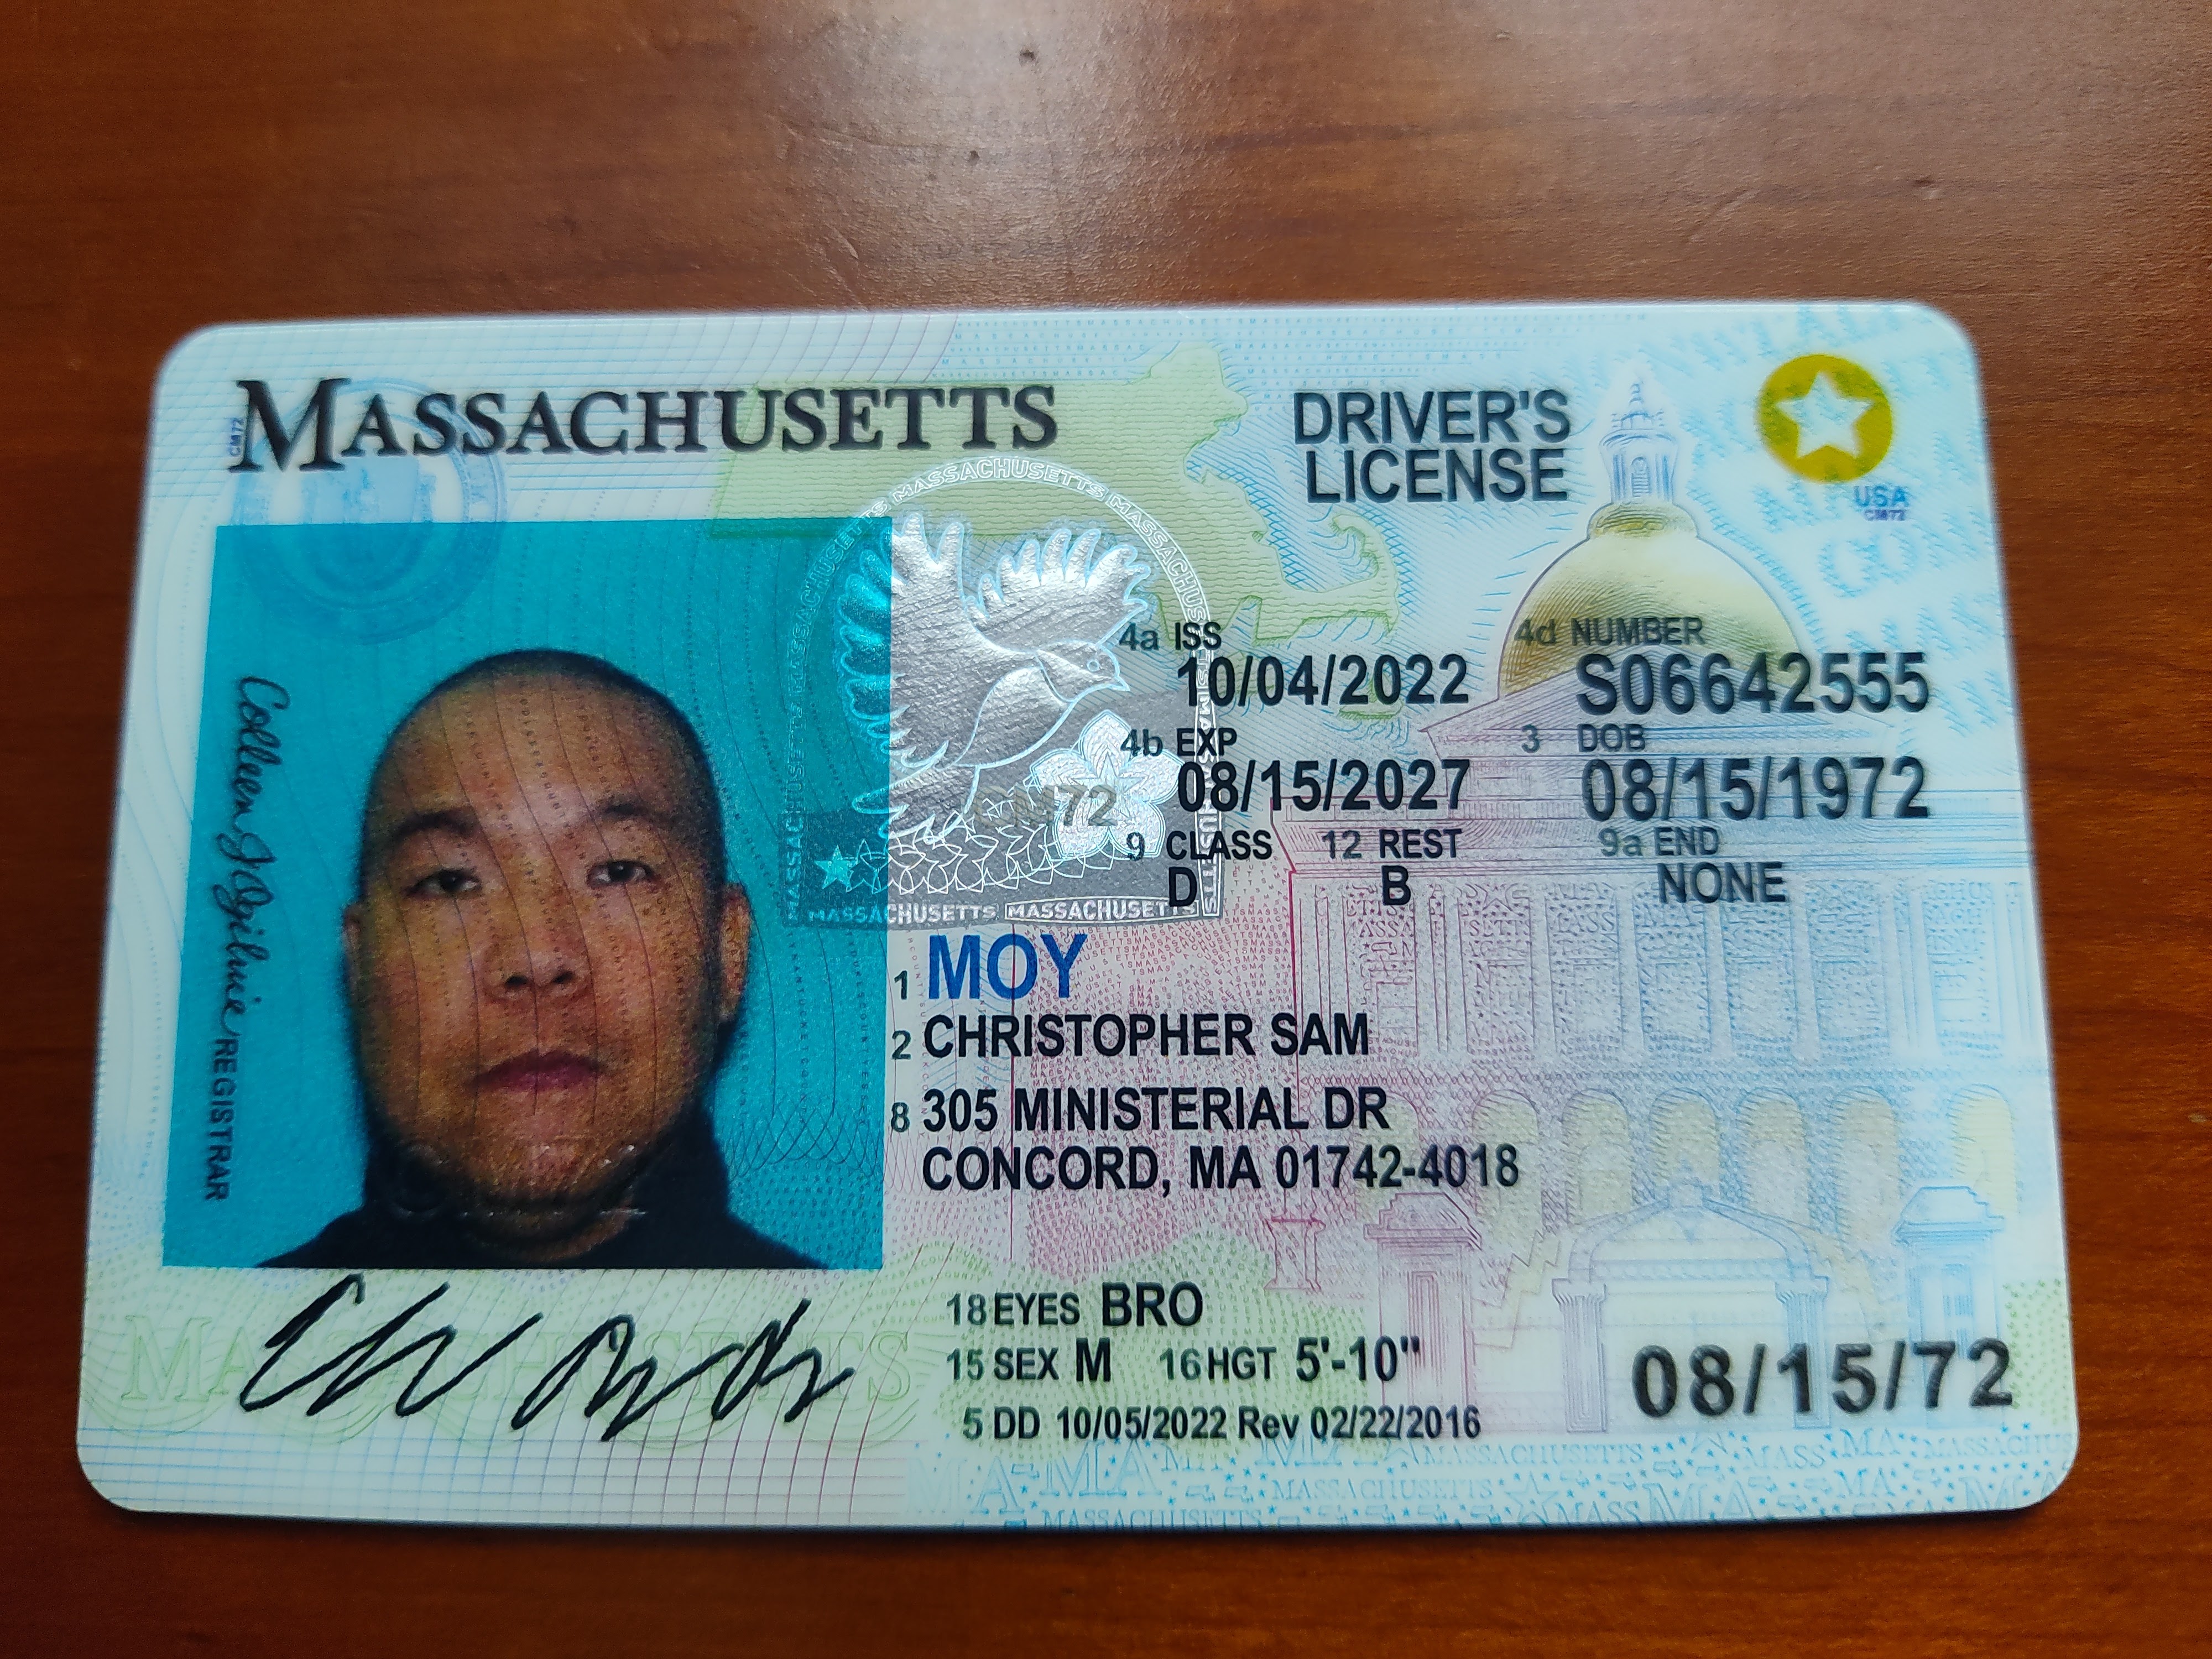 MASSACHUSETTS
DRIVER'S
LICENSE
USA
CM72
CM72
4a ISS
10/04/2022
4d NUMBER
S06642555
4b EXP
08/15/2027
3 DOB
08/15/1972
9 CLASS
D
12 REST
B
9a END
NONE
MASSACHUSETTS MASSACHUSETTS
1 MOY
2 CHRISTOPHER SAM
8 305 MINISTERIAL DR
CONCORD, MA 01742-4018
18 EYES BRO
15 SEX M 16 HGT 5'-10"
5 DD 10/05/2022 Rev 02/22/2016
08/15/72
Colleen J Ogilvie REGISTRAR